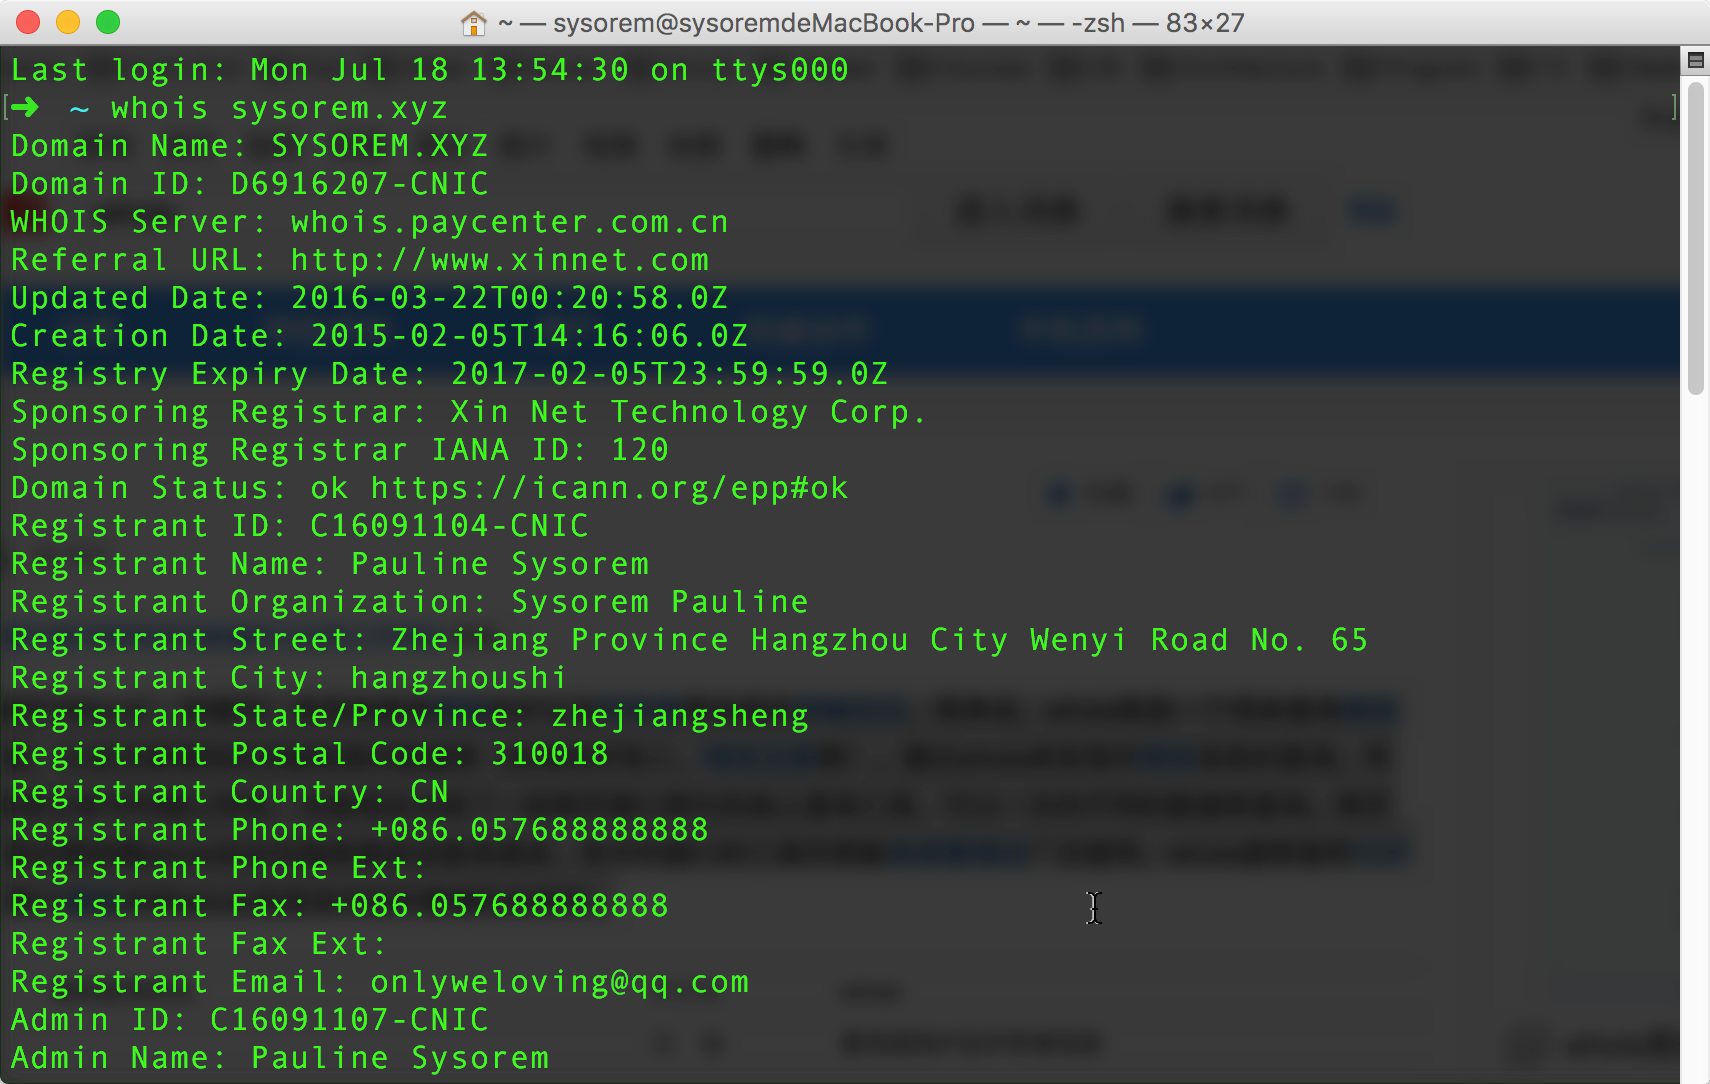 ~ — sysorem@sysoremdeMacBook-Pro — ~ — -zsh — 83×27
Last login: Mon Jul 18 13:54:30 on ttys000
[➜  ~ whois sysorem.xyz ]
Domain Name: SYSOREM.XYZ
Domain ID: D6916207-CNIC
WHOIS Server: whois.paycenter.com.cn
Referral URL: http://www.xinnet.com
Updated Date: 2016-03-22T00:20:58.0Z
Creation Date: 2015-02-05T14:16:06.0Z
Registry Expiry Date: 2017-02-05T23:59:59.0Z
Sponsoring Registrar: Xin Net Technology Corp.
Sponsoring Registrar IANA ID: 120
Domain Status: ok https://icann.org/epp#ok
Registrant ID: C16091104-CNIC
Registrant Name: Pauline Sysorem
Registrant Organization: Sysorem Pauline
Registrant Street: Zhejiang Province Hangzhou City Wenyi Road No. 65
Registrant City: hangzhoushi
Registrant State/Province: zhejiangsheng
Registrant Postal Code: 310018
Registrant Country: CN
Registrant Phone: +086.057688888888
Registrant Phone Ext:
Registrant Fax: +086.057688888888
Registrant Fax Ext:
Registrant Email: onlyweloving@qq.com
Admin ID: C16091107-CNIC
Admin Name: Pauline Sysorem